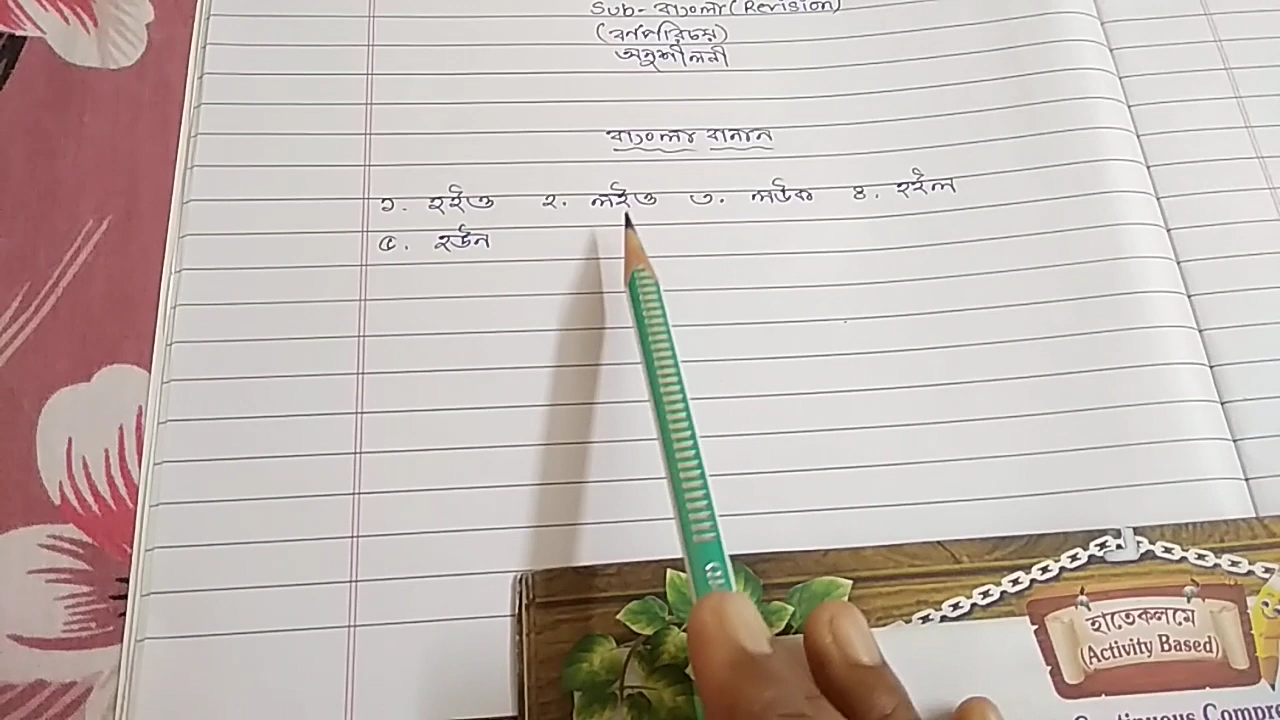 Sub- বাংলা (Revision)
(বর্ণপরিচয়)
অনুশীলনী
বাংলা বানান
১. হইত ২. লইত ৩. লউক ৪. হইল
৫. হউন
হাতেকলমে
(Activity Based)